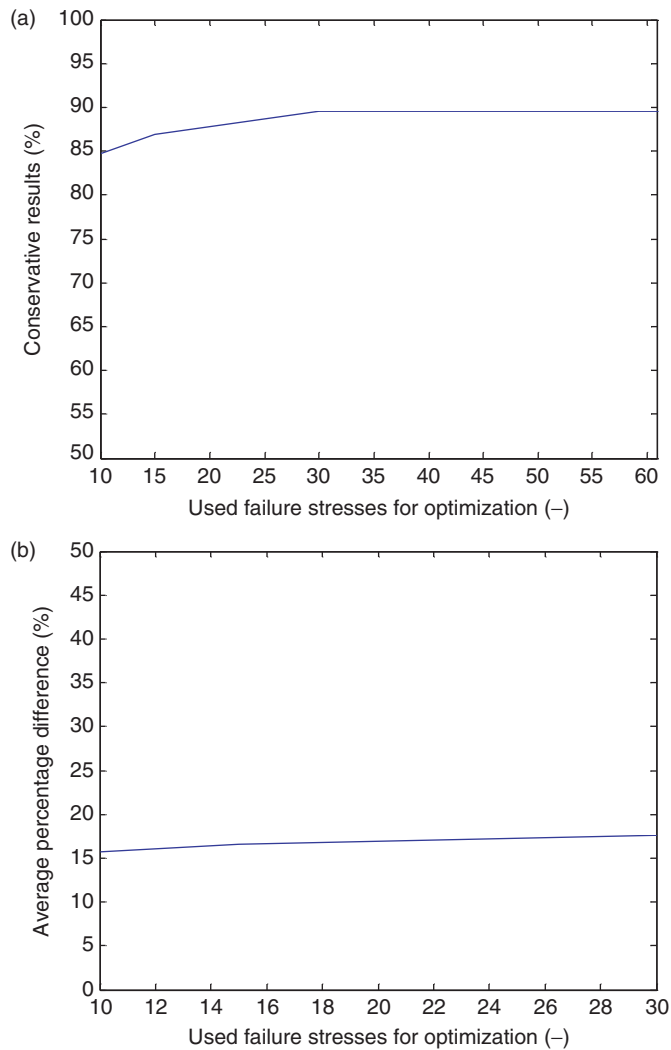 (a)
100
95
90
85
80
75
70
65
60
55
50
Conservative results (%)
10 15 20 25 30 35 40 45 50 55 60
Used failure stresses for optimization (–)
(b)
50
45
40
35
30
25
20
15
10
5
0
Average percentage difference (%)
10 12 14 16 18 20 22 24 26 28 30
Used failure stresses for optimization (–)